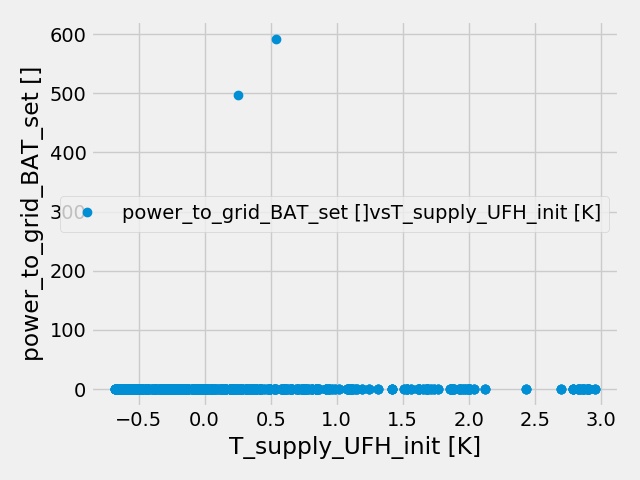 600
500
400
300
200
100
0
power_to_grid_BAT_set []
power_to_grid_BAT_set []vsT_supply_UFH_init [K]
−0.5 0.0 0.5 1.0 1.5 2.0 2.5 3.0
T_supply_UFH_init [K]